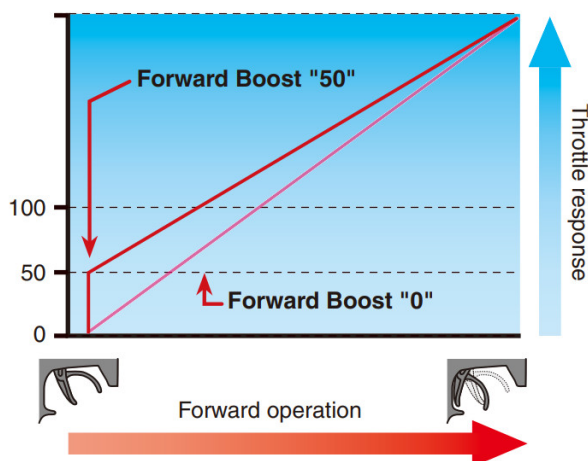 Forward Boost "50"
100
50
Forward Boost "0"
0
Throttle response
Forward operation